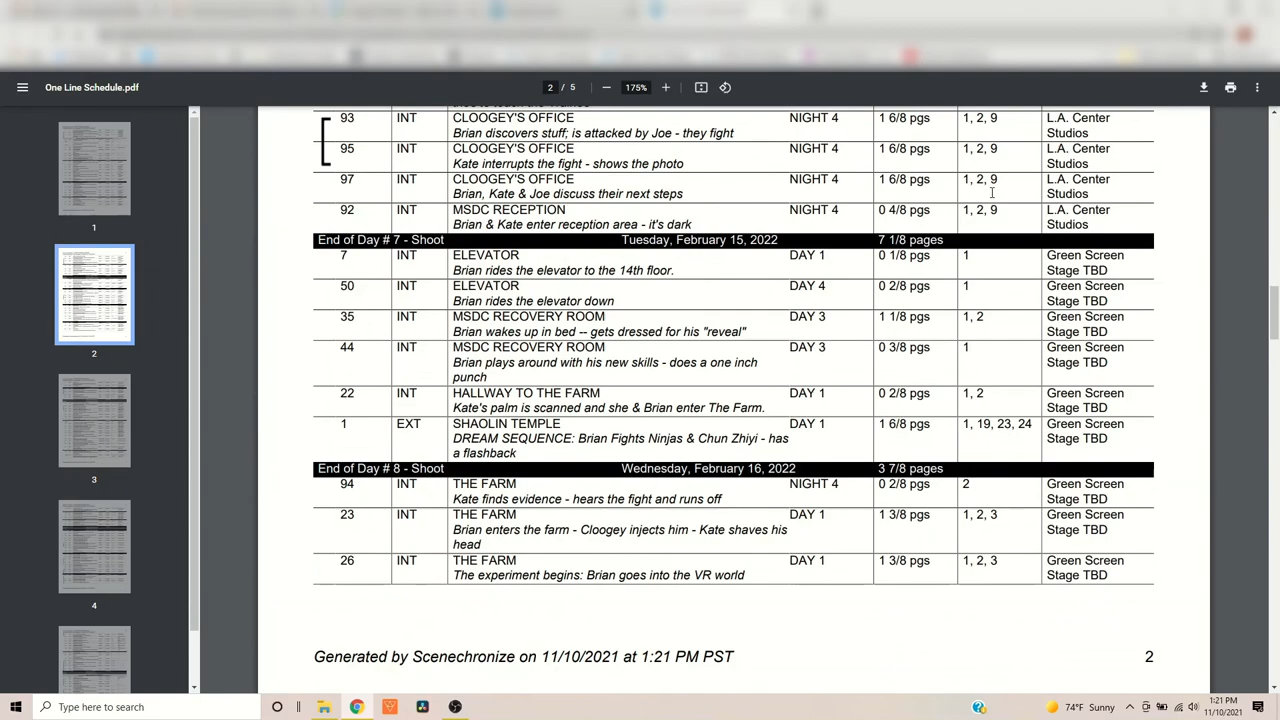 One Line Schedule.pdf
2 / 5
175%
93 INT CLOOGEY'S OFFICE NIGHT 4 1 6/8 pgs 1, 2, 9 L.A. Center
Brian discovers stuff; is attacked by Joe - they fight Studios
95 INT CLOOGEY'S OFFICE NIGHT 4 1 6/8 pgs 1, 2, 9 L.A. Center
Kate interrupts the fight - shows the photo Studios
97 INT CLOOGEY'S OFFICE NIGHT 4 1 6/8 pgs 1, 2, 9 L.A. Center
Brian, Kate & Joe discuss their next steps Studios
92 INT MSDC RECEPTION NIGHT 4 0 4/8 pgs 1, 2, 9 L.A. Center
Brian & Kate enter reception area - it's dark Studios
End of Day # 7 - Shoot Tuesday, February 15, 2022 7 1/8 pages
7 INT ELEVATOR DAY 1 0 1/8 pgs 1 Green Screen
Brian rides the elevator to the 14th floor. Stage TBD
50 INT ELEVATOR DAY 4 0 2/8 pgs 1 Green Screen
Brian rides the elevator down Stage TBD
35 INT MSDC RECOVERY ROOM DAY 3 1 1/8 pgs 1, 2 Green Screen
Brian wakes up in bed -- gets dressed for his "reveal" Stage TBD
44 INT MSDC RECOVERY ROOM DAY 3 0 3/8 pgs 1 Green Screen
Brian plays around with his new skills - does a one inch Stage TBD
punch
22 INT HALLWAY TO THE FARM DAY 1 0 2/8 pgs 1, 2 Green Screen
Kate's palm is scanned and she & Brian enter The Farm. Stage TBD
1 EXT SHAOLIN TEMPLE DAY 1 1 6/8 pgs 1, 19, 23, 24 Green Screen
DREAM SEQUENCE: Brian Fights Ninjas & Chun Zhiyi - has Stage TBD
a flashback
End of Day # 8 - Shoot Wednesday, February 16, 2022 3 7/8 pages
94 INT THE FARM NIGHT 4 0 2/8 pgs 2 Green Screen
Kate finds evidence - hears the fight and runs off Stage TBD
23 INT THE FARM DAY 1 1 3/8 pgs 1, 2, 3 Green Screen
Brian enters the farm - Cloogey injects him - Kate shaves his Stage TBD
head
26 INT THE FARM DAY 1 1 3/8 pgs 1, 2, 3 Green Screen
The experiment begins: Brian goes into the VR world Stage TBD
Generated by Scenechronize on 11/10/2021 at 1:21 PM PST 2
1
2
3
4
Type here to search
74°F Sunny
1:21 PM
11/10/2021